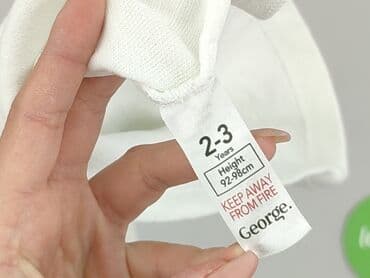 2-3
Years
Height
92-98cm
KEEP AWAY
FROM FIRE
George.